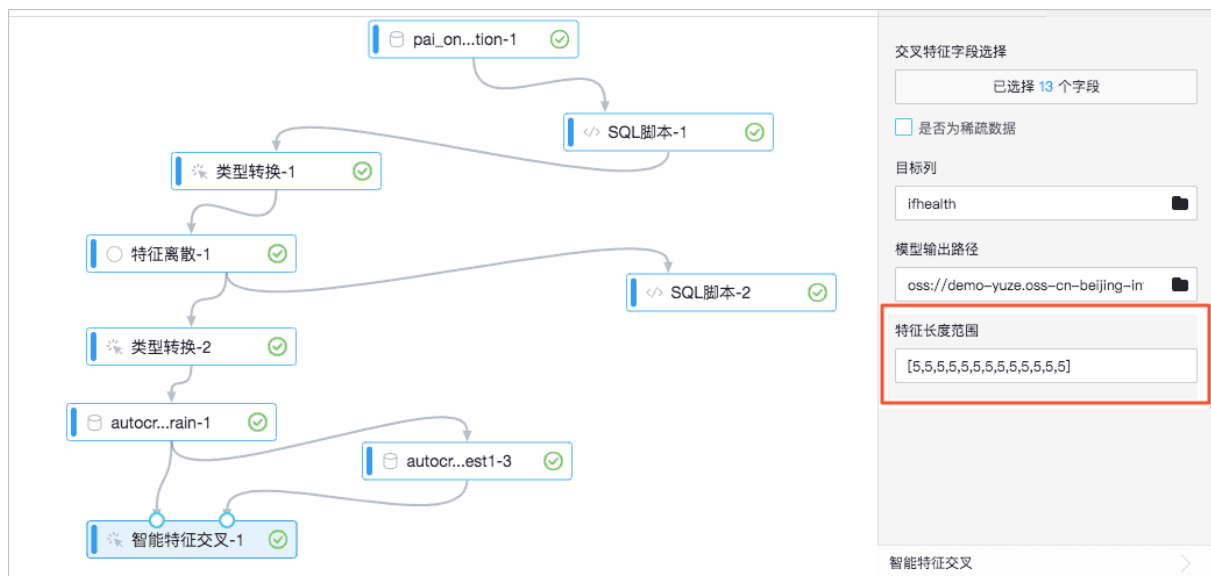 pai_on...tion-1
SQL脚本-1
类型转换-1
特征离散-1
SQL脚本-2
类型转换-2
autocr...rain-1
autocr...est1-3
智能特征交叉-1
交叉特征字段选择
已选择 13 个字段
是否为稀疏数据
目标列
ifhealth
模型输出路径
oss://demo-yuze.oss-cn-beijing-in
特征长度范围
[5,5,5,5,5,5,5,5,5,5,5,5,5]
智能特征交叉